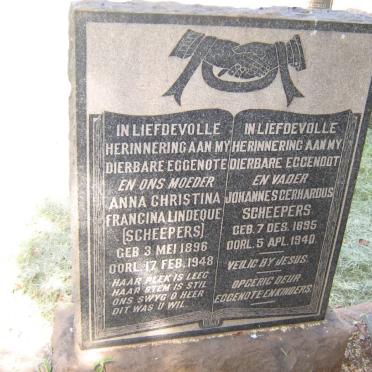 IN LIEFDEVOLLE
HERINNERING AAN MY
DIERBARE EGGENOTE
EN ONS MOEDER
ANNA CHRISTINA
FRANCINA LINDEQUE
(SCHEEPERS)
GEB 3 MEI 1896
OORL 17 FEB. 1948
HAAR PLEK IS LEEG
HAAR STEM IS STIL
ONS SWYG O HEER
DIT WAS U WIL.
IN LIEFDEVOLLE
HERINNERING AAN MY
DIERBARE EGGENOOT
EN VADER
JOHANNES GERHARDUS
SCHEEPERS
GEB. 7 DES. 1895
OORL. 5 APL. 1940.
VEILIG BY JESUS.
OPGERIG DEUR
EGGENOTE EN KINDERS